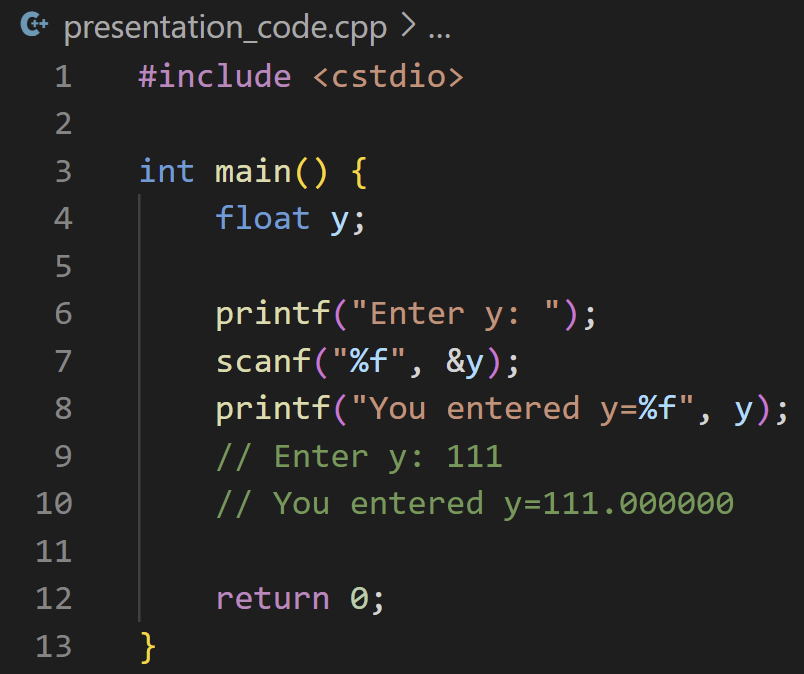 presentation_code.cpp > ...
1 #include <cstdio>
2
3 int main() {
4     float y;
5
6     printf("Enter y: ");
7     scanf("%f", &y);
8     printf("You entered y=%f", y);
9     // Enter y: 111
10     // You entered y=111.000000
11
12     return 0;
13 }